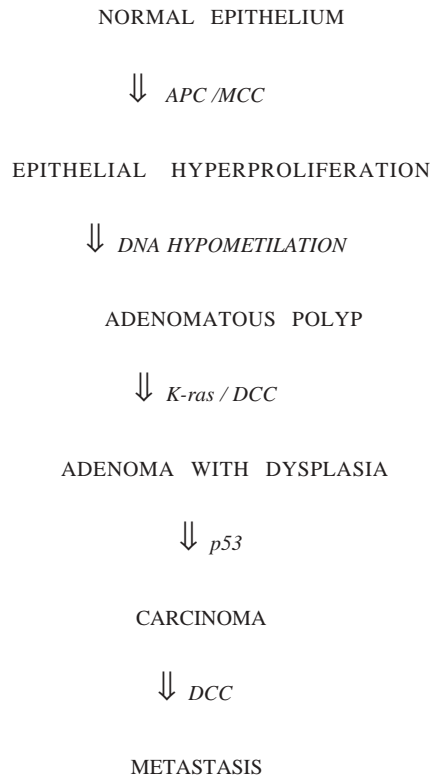 NORMAL EPITHELIUM
⇓ APC /MCC
EPITHELIAL HYPERPROLIFERATION
⇓ DNA HYPOMETILATION
ADENOMATOUS POLYP
⇓ K-ras / DCC
ADENOMA WITH DYSPLASIA
⇓ p53
CARCINOMA
⇓ DCC
METASTASIS